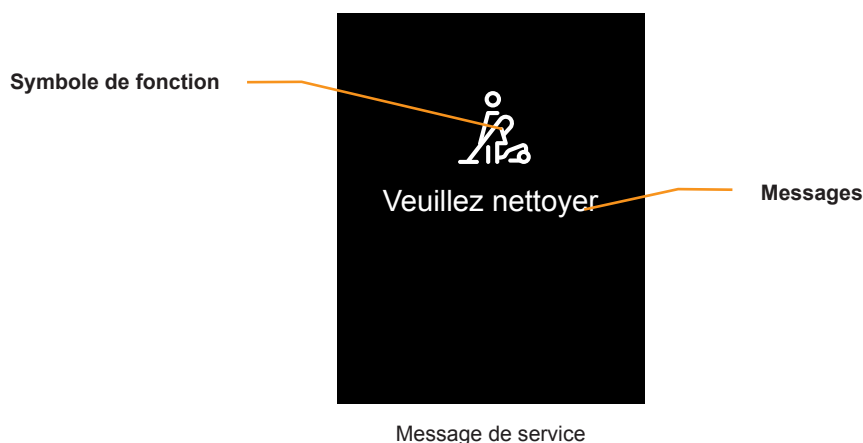 Symbole de fonction
Veuillez nettoyer
Messages
Message de service